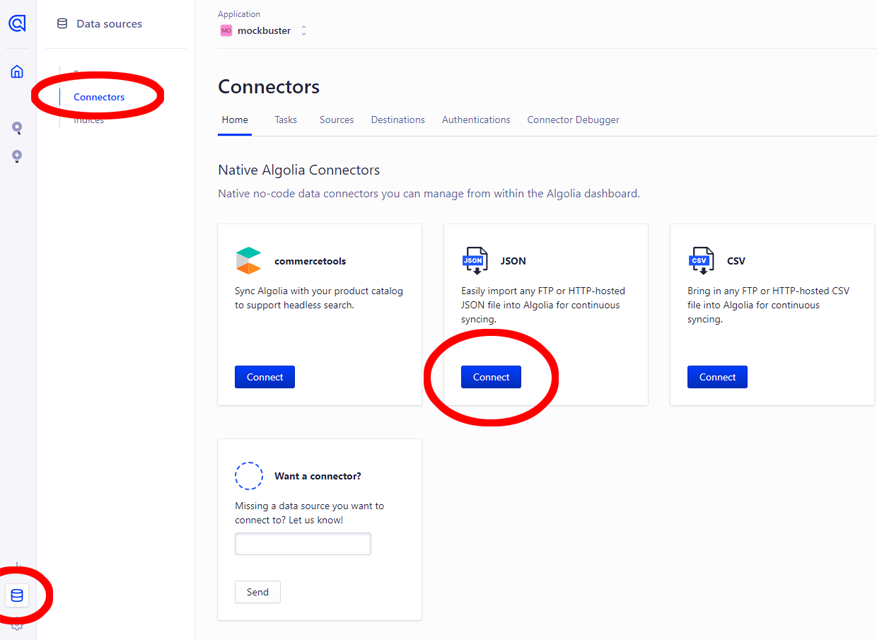 Application
Data sources
MO mockbuster
Connectors
Indices
Connectors
Home Tasks Sources Destinations Authentications Connector Debugger
Native Algolia Connectors
Native no-code data connectors you can manage from within the Algolia dashboard.
commercetools
Sync Algolia with your product catalog
to support headless search.
Connect
JSON
JSON
Easily import any FTP or HTTP-hosted
JSON file into Algolia for continuous
syncing.
Connect
CSV
CSV
Bring in any FTP or HTTP-hosted CSV
file into Algolia for continuous
syncing.
Connect
Want a connector?
Missing a data source you want to
connect to? Let us know!
Send